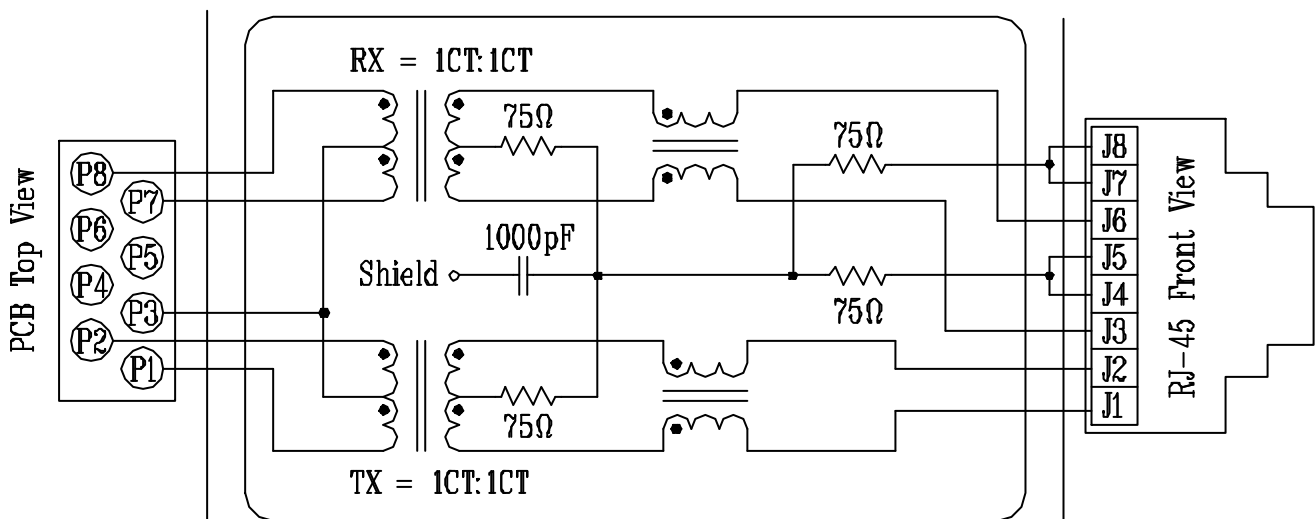 RX = 1CT:1CT
75Ω
75Ω
PCB Top View
P8
P7
P6
P5
P4
P3
P2
P1
1000pF
Shield
75Ω
75Ω
TX = 1CT:1CT
J8
J7
J6
J5
J4
J3
J2
J1
RJ-45 Front View